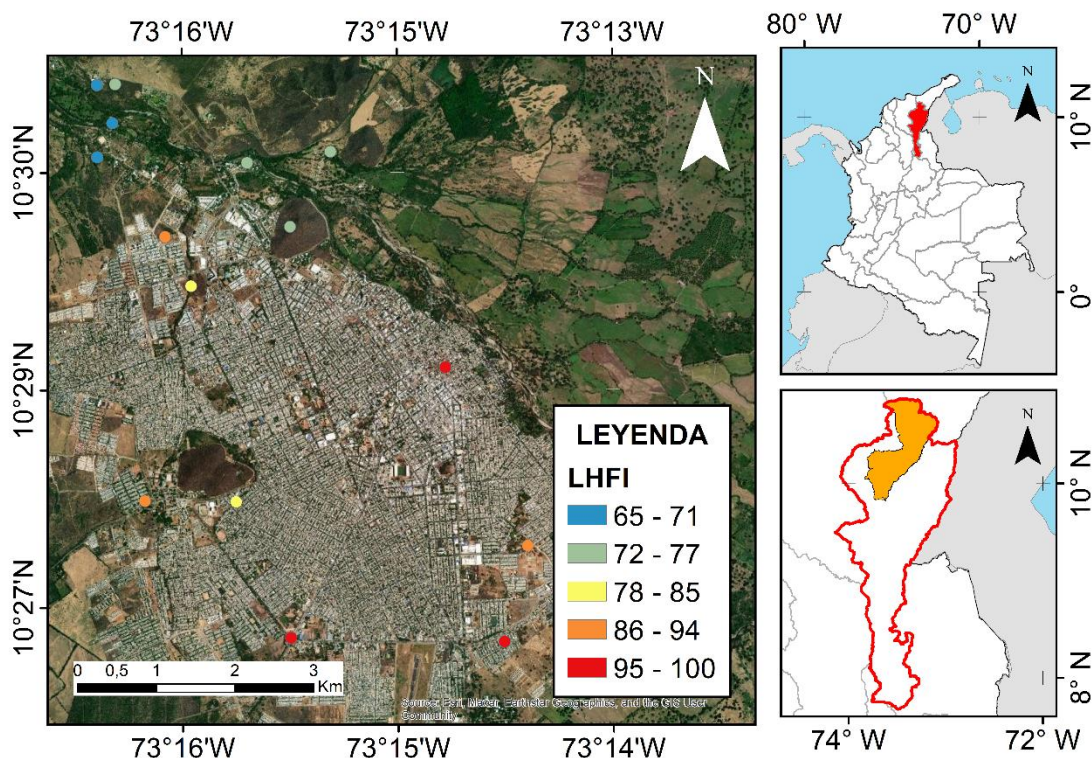 73°16'W 73°15'W 73°14'W
10°30'N
10°29'N
10°27'N
N
LEYENDA
LHFI
65 - 71
72 - 77
78 - 85
86 - 94
95 - 100
0 0,5 1 2 3
Km
Source: Esri, Maxar, Earthstar Geographics, and the GIS User
Community
73°16'W 73°15'W 73°14'W
80° W 70° W
N
10° N
0°
N
10° N
8° N
74° W 72° W